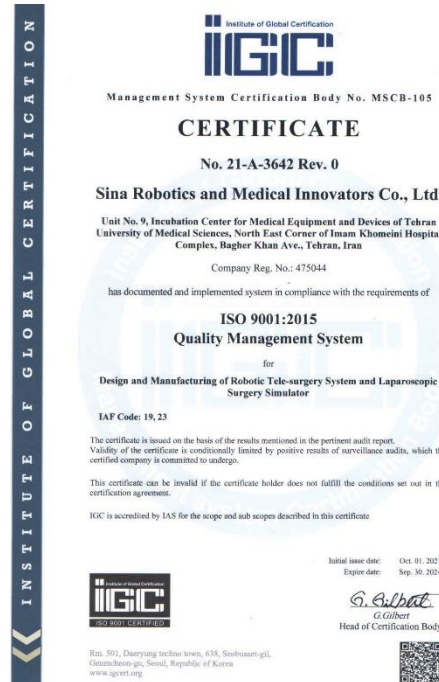 INSTITUTE OF GLOBAL CERTIFICATION
Institute of Global Certification
IGC
Management System Certification Body No. MSCB-105
CERTIFICATE
No. 21-A-3642 Rev. 0
Sina Robotics and Medical Innovators Co., Ltd
Unit No. 9, Incubation Center for Medical Equipment and Devices of Tehran
University of Medical Sciences, North East Corner of Imam Khomeini Hospita
Complex, Bagher Khan Ave., Tehran, Iran
Company Reg. No.: 475044
has documented and implemented system in compliance with the requirements of
ISO 9001:2015
Quality Management System
for
Design and Manufacturing of Robotic Tele-surgery System and Laparoscopic
Surgery Simulator
IAF Code: 19, 23
The certificate is issued on the basis of the results mentioned in the pertinent audit report.
Validity of the certificate is conditionally limited by positive results of surveillance audits, which th
certified company is committed to undergo.
This certificate can be invalid if the certificate holder does not fulfill the conditions set out in th
certification agreement.
IGC is accredited by IAS for the scope and sub scopes described in this certificate
Initial issue date: Oct. 01. 202
Expire date: Sep. 30. 202
G. Gilbert
G.Gilbert
Head of Certification Body
Institute of Global Certification
IGC
ISO 9001 CERTIFIED
Rm. 501, Daeryung techno town, 638, Seobusaet-gil,
Geumcheon-gu, Seoul, Republic of Korea
www.igcert.org